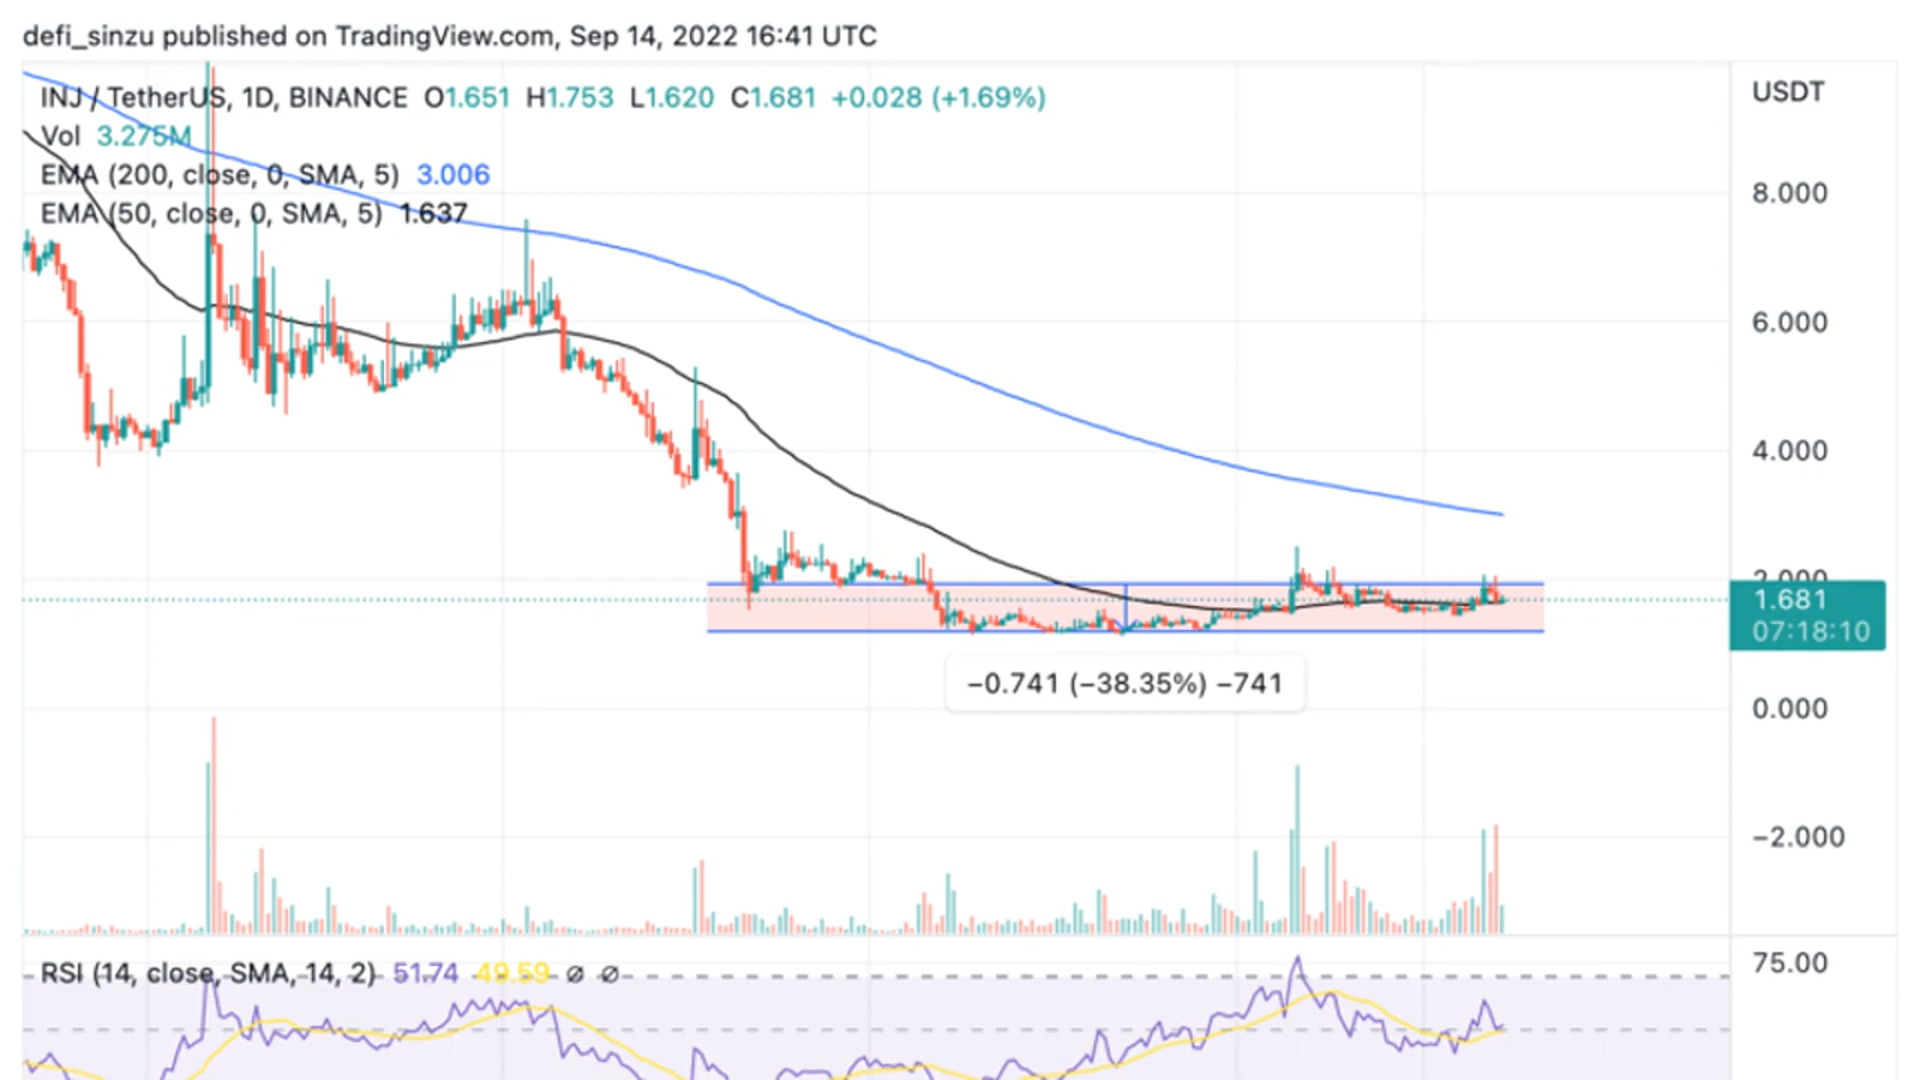 defi_sinzu published on TradingView.com, Sep 14, 2022 16:41 UTC
INJ / TetherUS, 1D, BINANCE O1.651 H1.753 L1.620 C1.681 +0.028 (+1.69%)
USDT
Vol 3.275M
EMA (200, close, 0, SMA, 5) 3.006
8.000
EMA (50, close, 0, SMA, 5) 1.637
6.000
4.000
2.000
1.681
07:18:10
−0.741 (−38.35%) −741
0.000
−2.000
RSI (14, close, SMA, 14, 2) 51.74 49.59 ∅ ∅
75.00